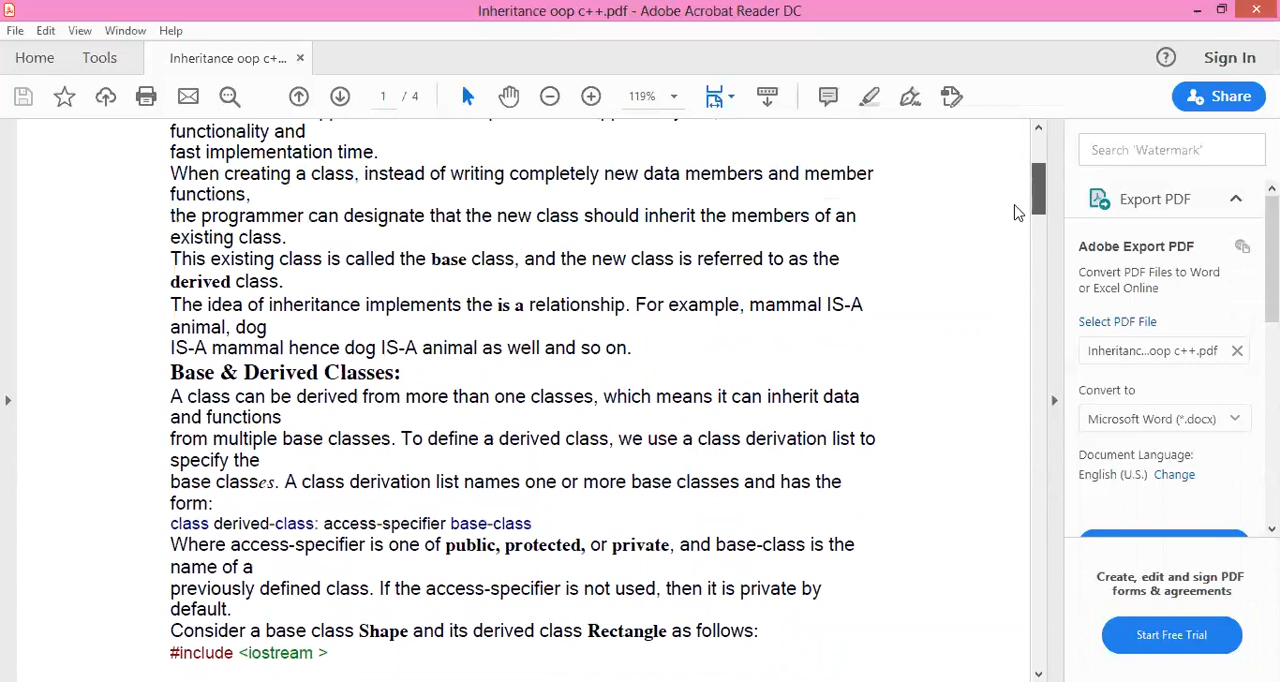 Inheritance oop c++.pdf - Adobe Acrobat Reader DC
File Edit View Window Help
Home Tools Inheritance oop c+... × Sign In
1 / 4 119% Share
functionality and
fast implementation time.
When creating a class, instead of writing completely new data members and member
functions,
the programmer can designate that the new class should inherit the members of an
existing class.
This existing class is called the base class, and the new class is referred to as the
derived class.
The idea of inheritance implements the is a relationship. For example, mammal IS-A
animal, dog
IS-A mammal hence dog IS-A animal as well and so on.
Base & Derived Classes:
A class can be derived from more than one classes, which means it can inherit data
and functions
from multiple base classes. To define a derived class, we use a class derivation list to
specify the
base classes. A class derivation list names one or more base classes and has the
form:
class derived-class: access-specifier base-class
Where access-specifier is one of public, protected, or private, and base-class is the
name of a
previously defined class. If the access-specifier is not used, then it is private by
default.
Consider a base class Shape and its derived class Rectangle as follows:
#include <iostream >
Search 'Watermark'
Export PDF
Adobe Export PDF
Convert PDF Files to Word
or Excel Online
Select PDF File
Inheritanc...oop c++.pdf
Convert to
Microsoft Word (*.docx)
Document Language:
English (U.S.) Change
Create, edit and sign PDF
forms & agreements
Start Free Trial